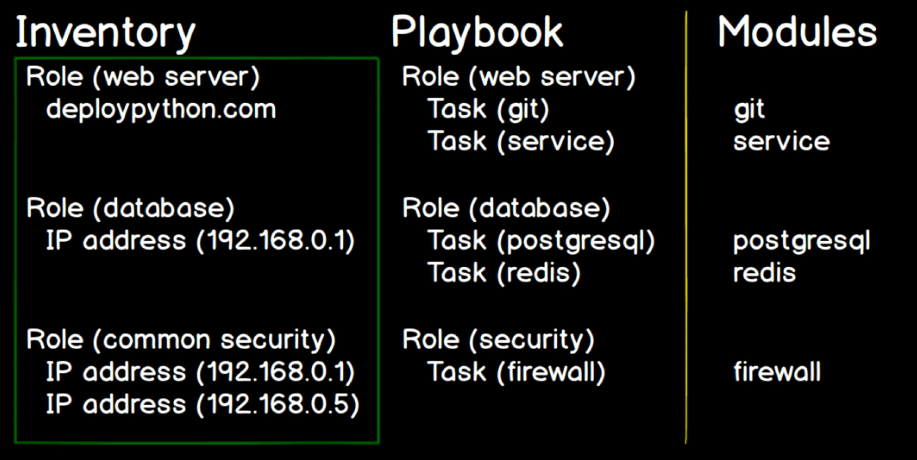 Inventory
Role (web server)
deploypython.com
Role (database)
IP address (192.168.0.1)
Role (common security)
IP address (192.168.0.1)
IP address (192.168.0.5)
Playbook
Role (web server)
Task (git)
Task (service)
Role (database)
Task (postgresql)
Task (redis)
Role (security)
Task (firewall)
Modules
git
service
postgresql
redis
firewall